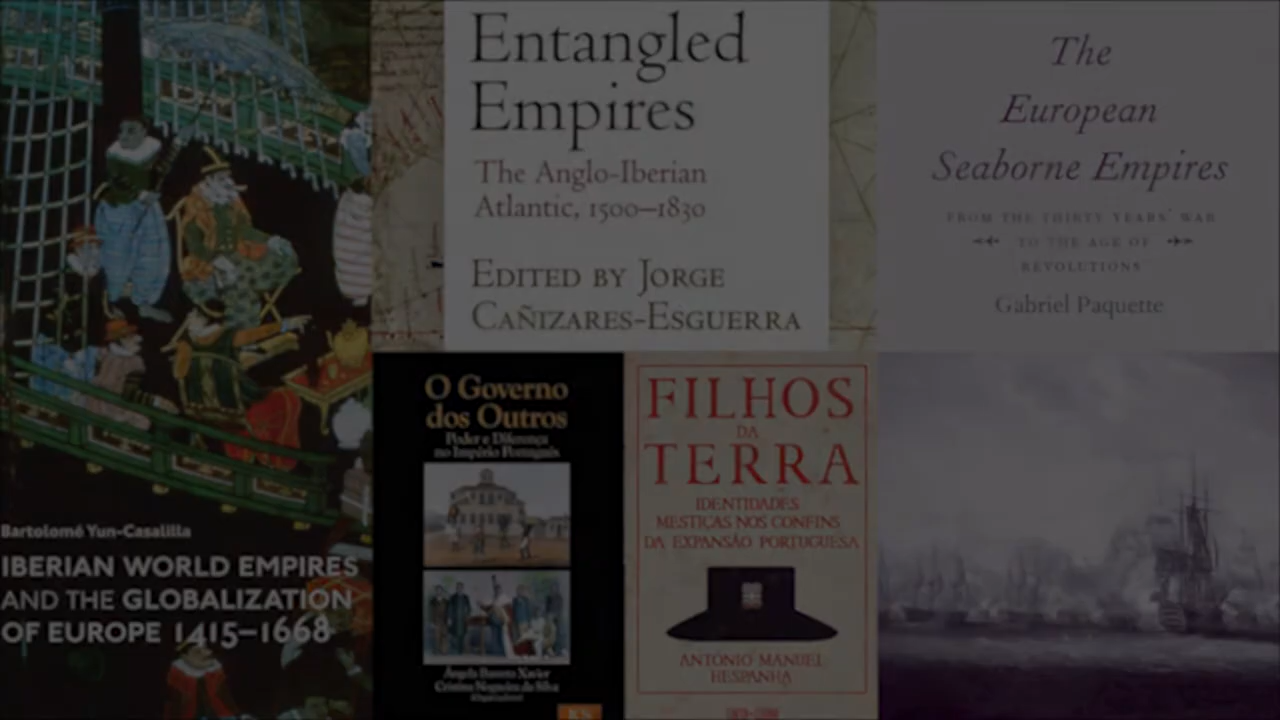 Bartolomé Yun-Casalilla
IBERIAN WORLD EMPIRES
AND THE GLOBALIZATION
OF EUROPE 1415–1668
Entangled
Empires
The Anglo-Iberian
Atlantic, 1500–1830
EDITED BY JORGE
CAÑIZARES-ESGUERRA
The
European
Seaborne Empires
FROM THE THIRTY YEARS' WAR
TO THE AGE OF
REVOLUTIONS
Gabriel Paquette
O Governo
dos Outros
Poder e Diferença
no Império Português
Ângela Barreto Xavier
Cristina Nogueira da Silva
(Organização)
FILHOS
DA
TERRA
IDENTIDADES
MESTIÇAS NOS CONFINS
DA EXPANSÃO PORTUGUESA
ANTÓNIO MANUEL
HESPANHA